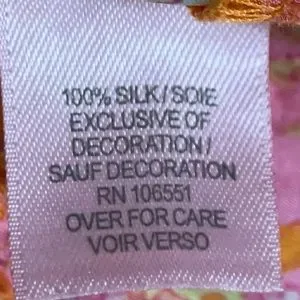 100% SILK/SOIE
EXCLUSIVE OF
DECORATION/
SAUF DECORATION
RN 106551
OVER FOR CARE
VOIR VERSO